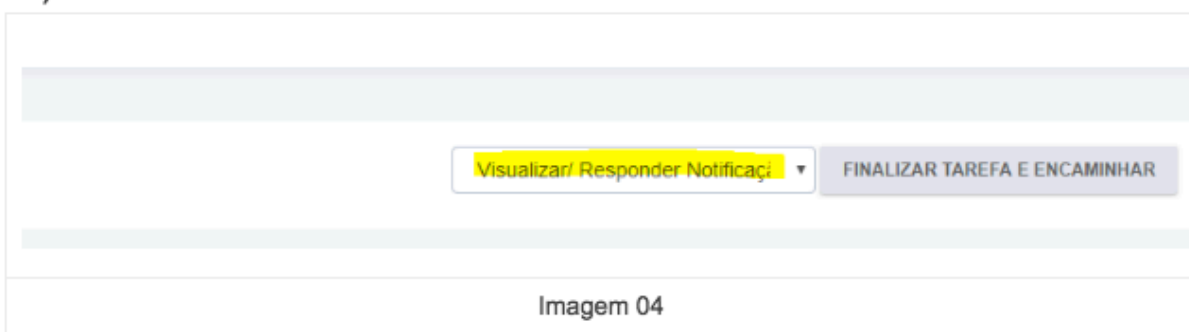 Visualizar/ Responder Notificaçã
FINALIZAR TAREFA E ENCAMINHAR
Imagem 04